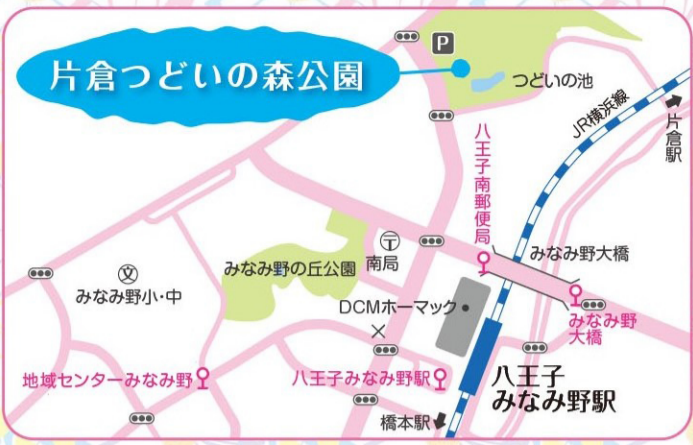 P
片倉つどいの森公園
つどいの池
JR横浜線
片倉駅
八王子南郵便局
みなみ野大橋
〒
南局
文
みなみ野小・中
みなみ野の丘公園
DCMホーマック
みなみ野
大橋
地域センターみなみ野
八王子みなみ野駅
八王子
みなみ野駅
橋本駅